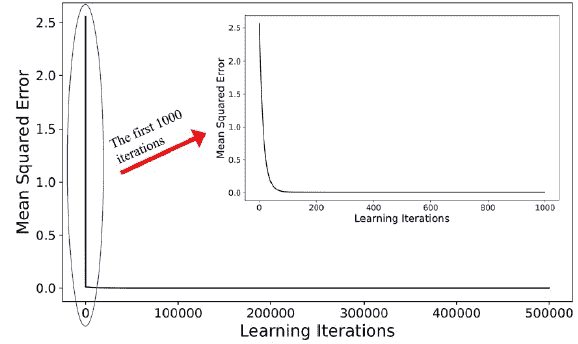 2.5
2.0
1.5
1.0
0.5
0.0
Mean Squared Error
0 100000 200000 300000 400000 500000
Learning Iterations
The first 1000
iterations
2.5
2.0
1.5
1.0
0.5
0.0
Mean Squared Error
0 200 400 600 800 1000
Learning Iterations